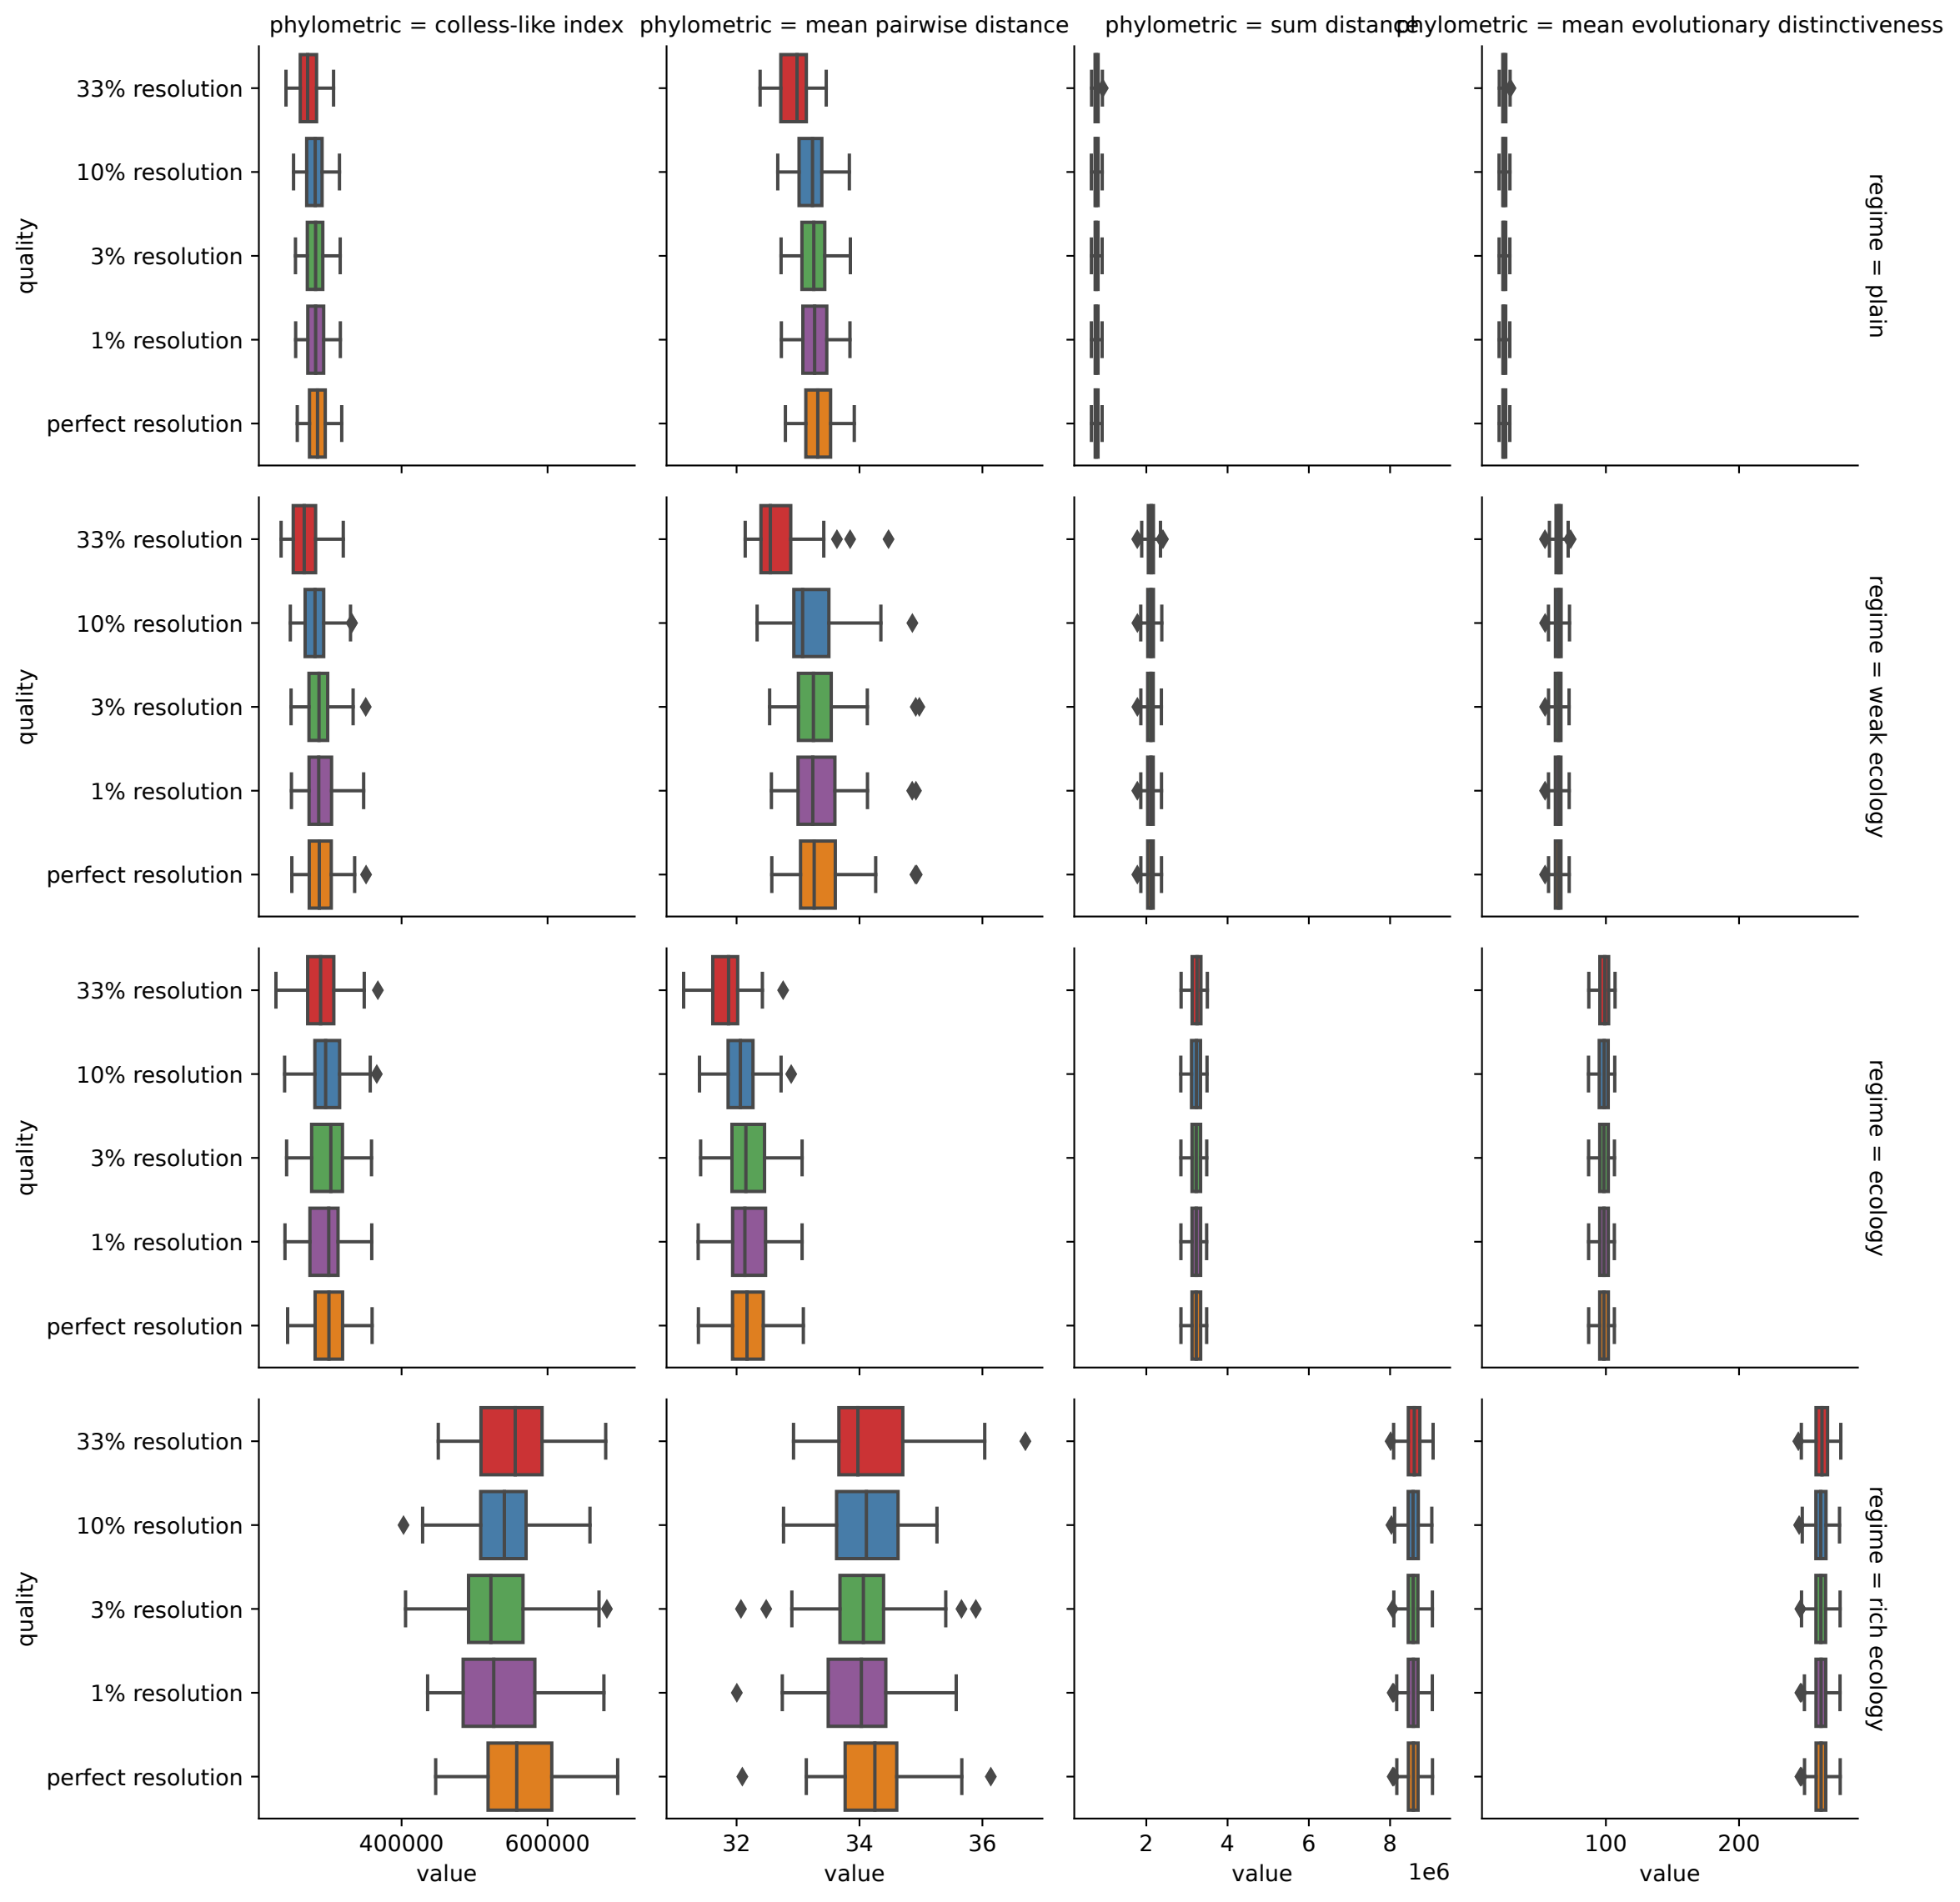 phylometric = colless-like index
phylometric = mean pairwise distance
phylometric = sum distance
phylometric = mean evolutionary distinctiveness
quality
33% resolution
10% resolution
3% resolution
1% resolution
perfect resolution
regime = plain
quality
33% resolution
10% resolution
3% resolution
1% resolution
perfect resolution
regime = weak ecology
quality
33% resolution
10% resolution
3% resolution
1% resolution
perfect resolution
regime = ecology
quality
33% resolution
10% resolution
3% resolution
1% resolution
perfect resolution
regime = rich ecology
400000 600000
value
32 34 36
value
2 4 6 8
1e6
value
100 200
value